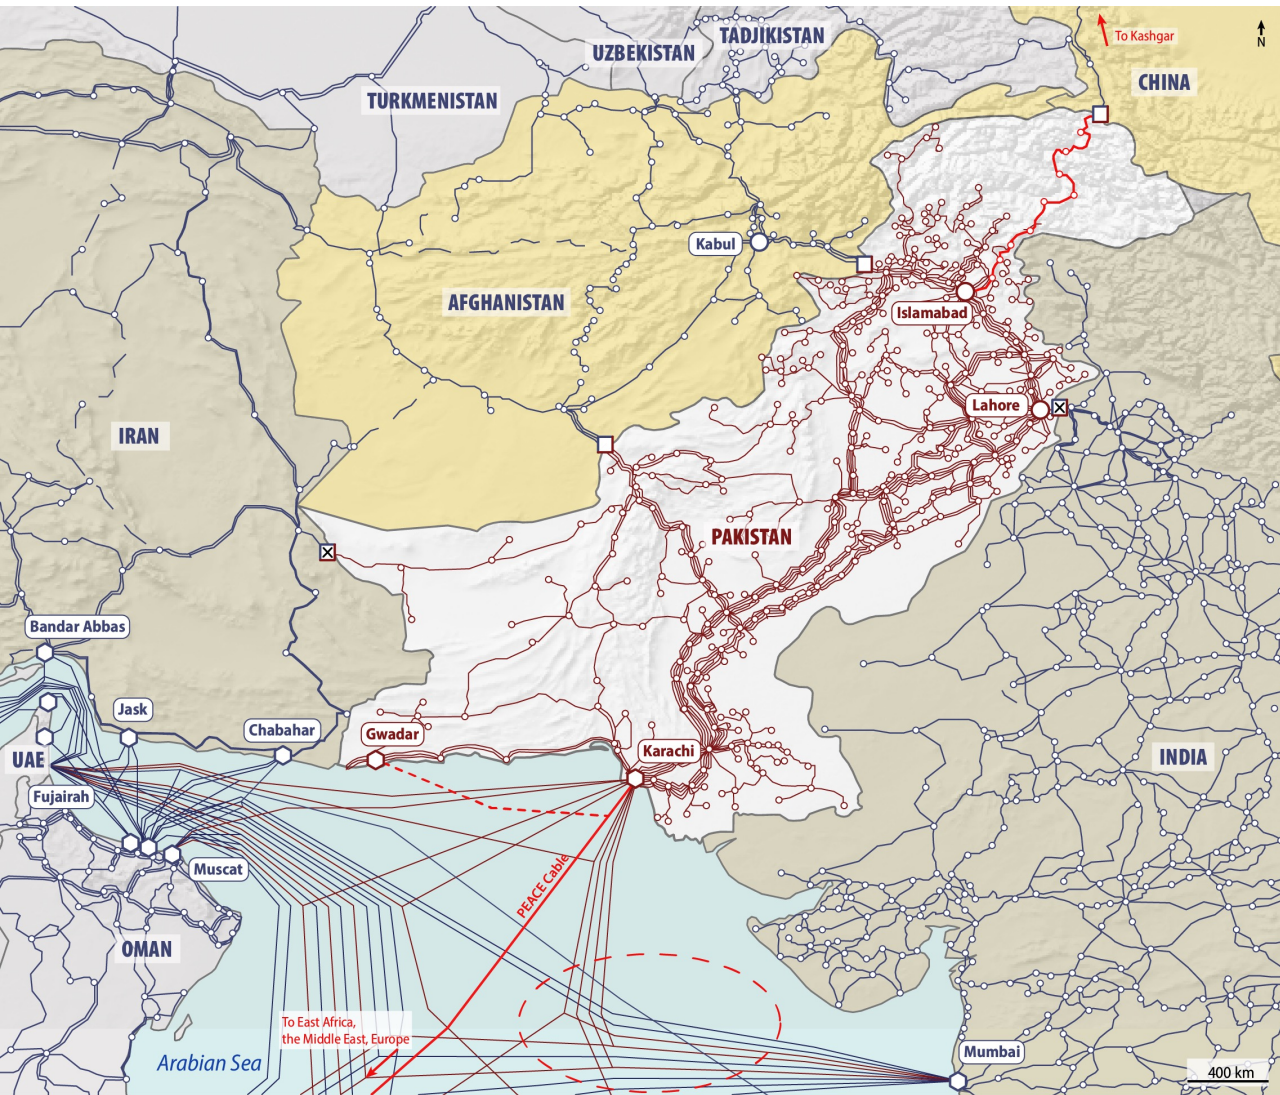 TADJIKISTAN
To Kashgar
N
UZBEKISTAN
CHINA
TURKMENISTAN
Kabul
AFGHANISTAN
Islamabad
Lahore
IRAN
PAKISTAN
Bandar Abbas
Jask
Chabahar
Gwadar
Karachi
UAE
INDIA
Fujairah
Muscat
PEACE Cable
OMAN
To East Africa,
the Middle East, Europe
Arabian Sea
Mumbai
400 km